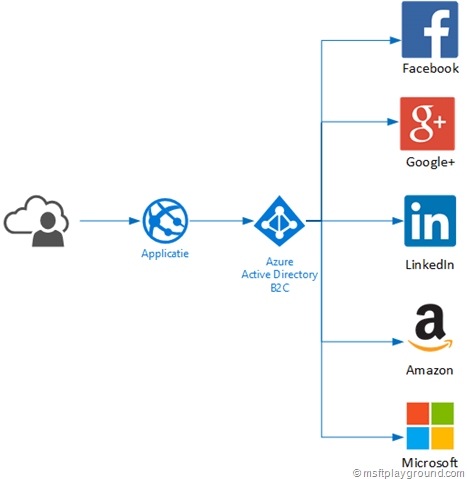 Facebook
g+
Google+
in
LinkedIn
Applicatie
Azure
Active Directory
B2C
a
Amazon
Microsoft
© msftplayground.com